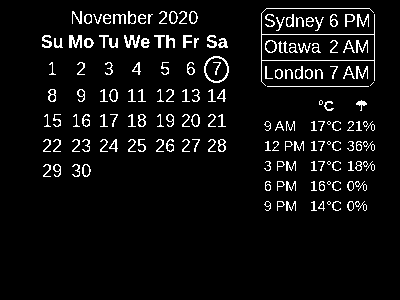 November 2020
Su Mo Tu We Th Fr Sa
1 2 3 4 5 6 7
8 9 10 11 12 13 14
15 16 17 18 19 20 21
22 23 24 25 26 27 28
29 30
Sydney 6 PM
Ottawa 2 AM
London 7 AM
°C ☂
9 AM 17°C 21%
12 PM 17°C 36%
3 PM 17°C 18%
6 PM 16°C 0%
9 PM 14°C 0%